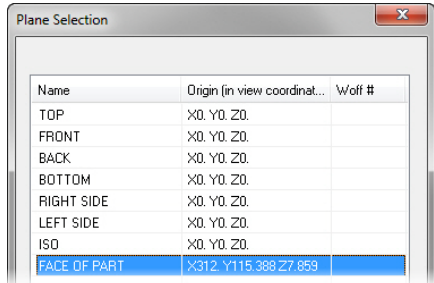 Plane Selection
Name Origin (in view coordinat... Woff #
TOP X0. Y0. Z0.
FRONT X0. Y0. Z0.
BACK X0. Y0. Z0.
BOTTOM X0. Y0. Z0.
RIGHT SIDE X0. Y0. Z0.
LEFT SIDE X0. Y0. Z0.
ISO X0. Y0. Z0.
FACE OF PART X312. Y115.388 Z7.859